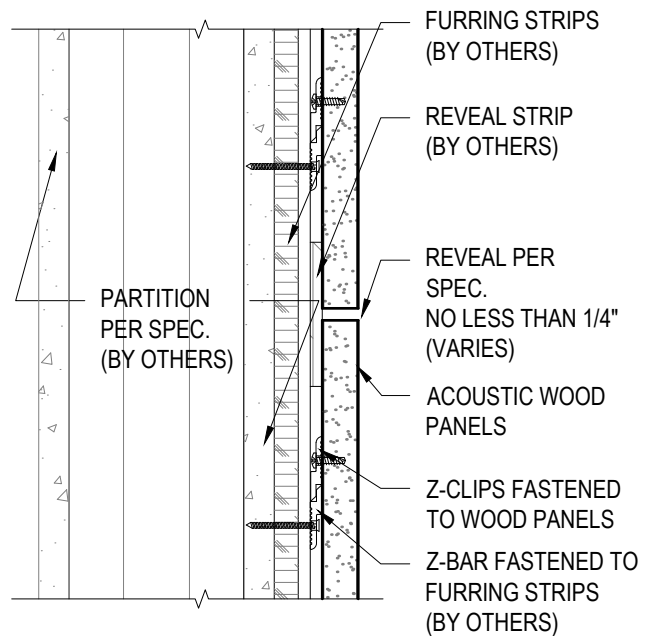 FURRING STRIPS
(BY OTHERS)
REVEAL STRIP
(BY OTHERS)
REVEAL PER
SPEC.
NO LESS THAN 1/4"
(VARIES)
PARTITION
PER SPEC.
(BY OTHERS)
ACOUSTIC WOOD
PANELS
Z-CLIPS FASTENED
TO WOOD PANELS
Z-BAR FASTENED TO
FURRING STRIPS
(BY OTHERS)